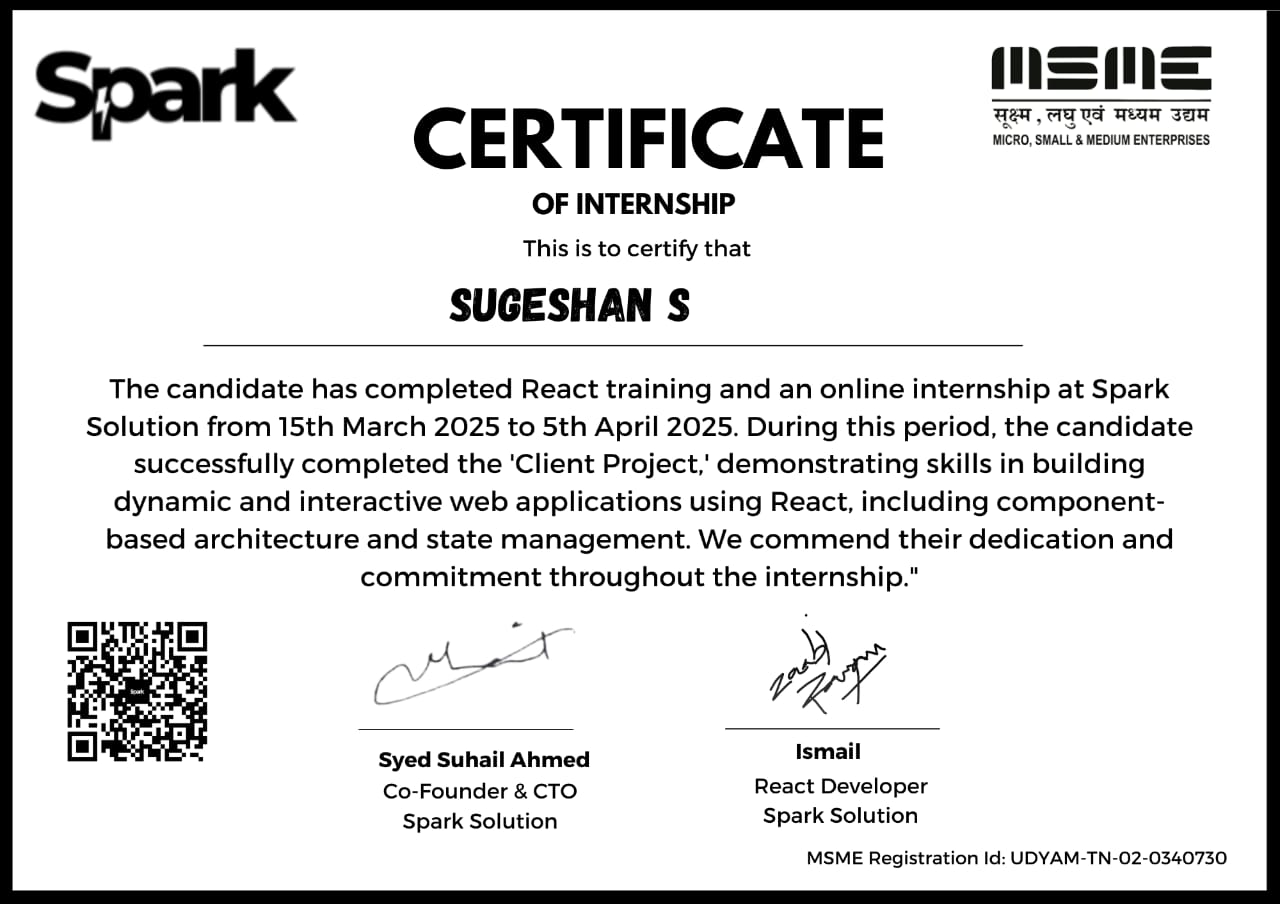 Spark
MSME
सूक्ष्म , लघु एवं मध्यम उद्यम
MICRO, SMALL & MEDIUM ENTERPRISES
CERTIFICATE
OF INTERNSHIP
This is to certify that
SUGESHAN S
The candidate has completed React training and an online internship at Spark
Solution from 15th March 2025 to 5th April 2025. During this period, the candidate
successfully completed the 'Client Project,' demonstrating skills in building
dynamic and interactive web applications using React, including component-
based architecture and state management. We commend their dedication and
commitment throughout the internship."
Spark
Syed Suhail Ahmed
Co-Founder & CTO
Spark Solution
Ismail
React Developer
Spark Solution
MSME Registration Id: UDYAM-TN-02-0340730